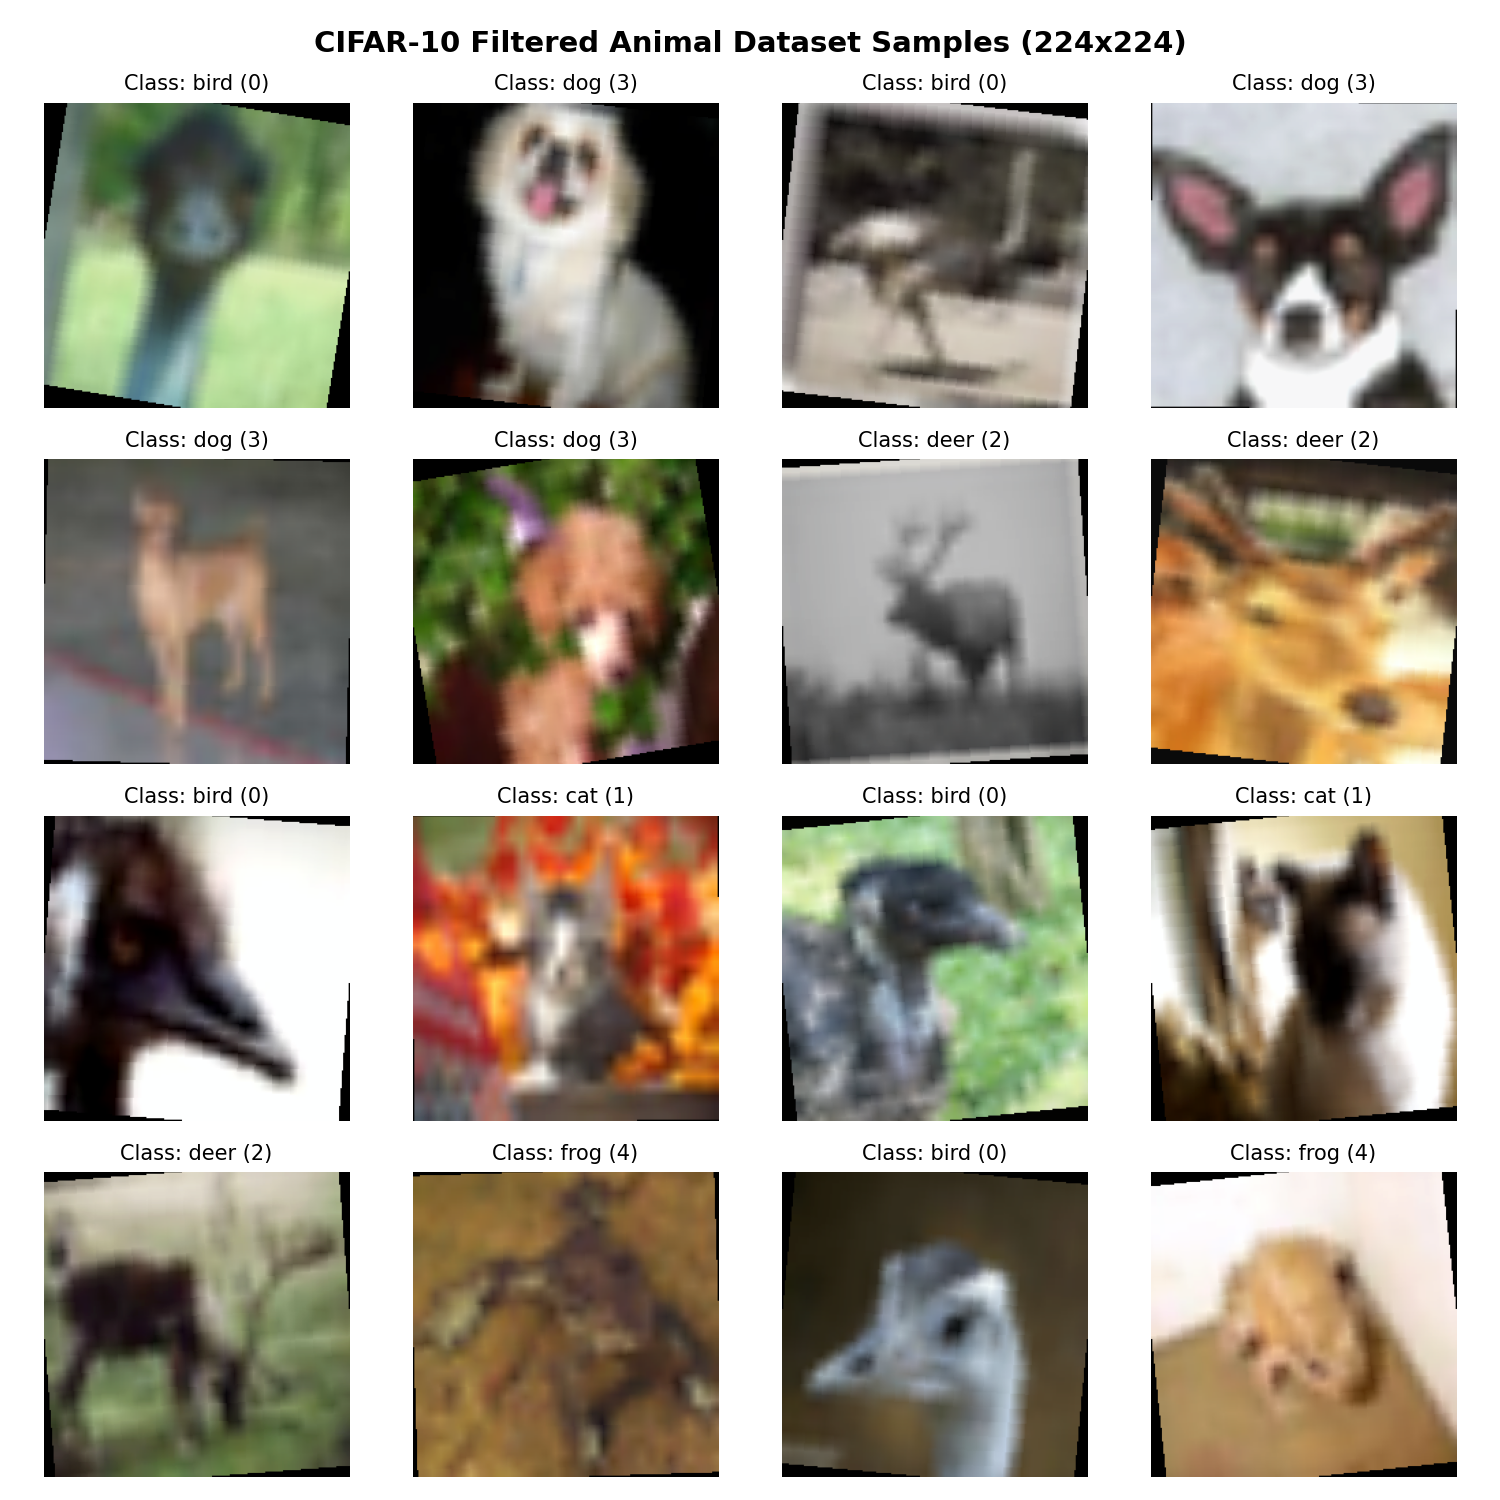 CIFAR-10 Filtered Animal Dataset Samples (224x224)
Class: bird (0)
Class: dog (3)
Class: bird (0)
Class: dog (3)
Class: dog (3)
Class: dog (3)
Class: deer (2)
Class: deer (2)
Class: bird (0)
Class: cat (1)
Class: bird (0)
Class: cat (1)
Class: deer (2)
Class: frog (4)
Class: bird (0)
Class: frog (4)